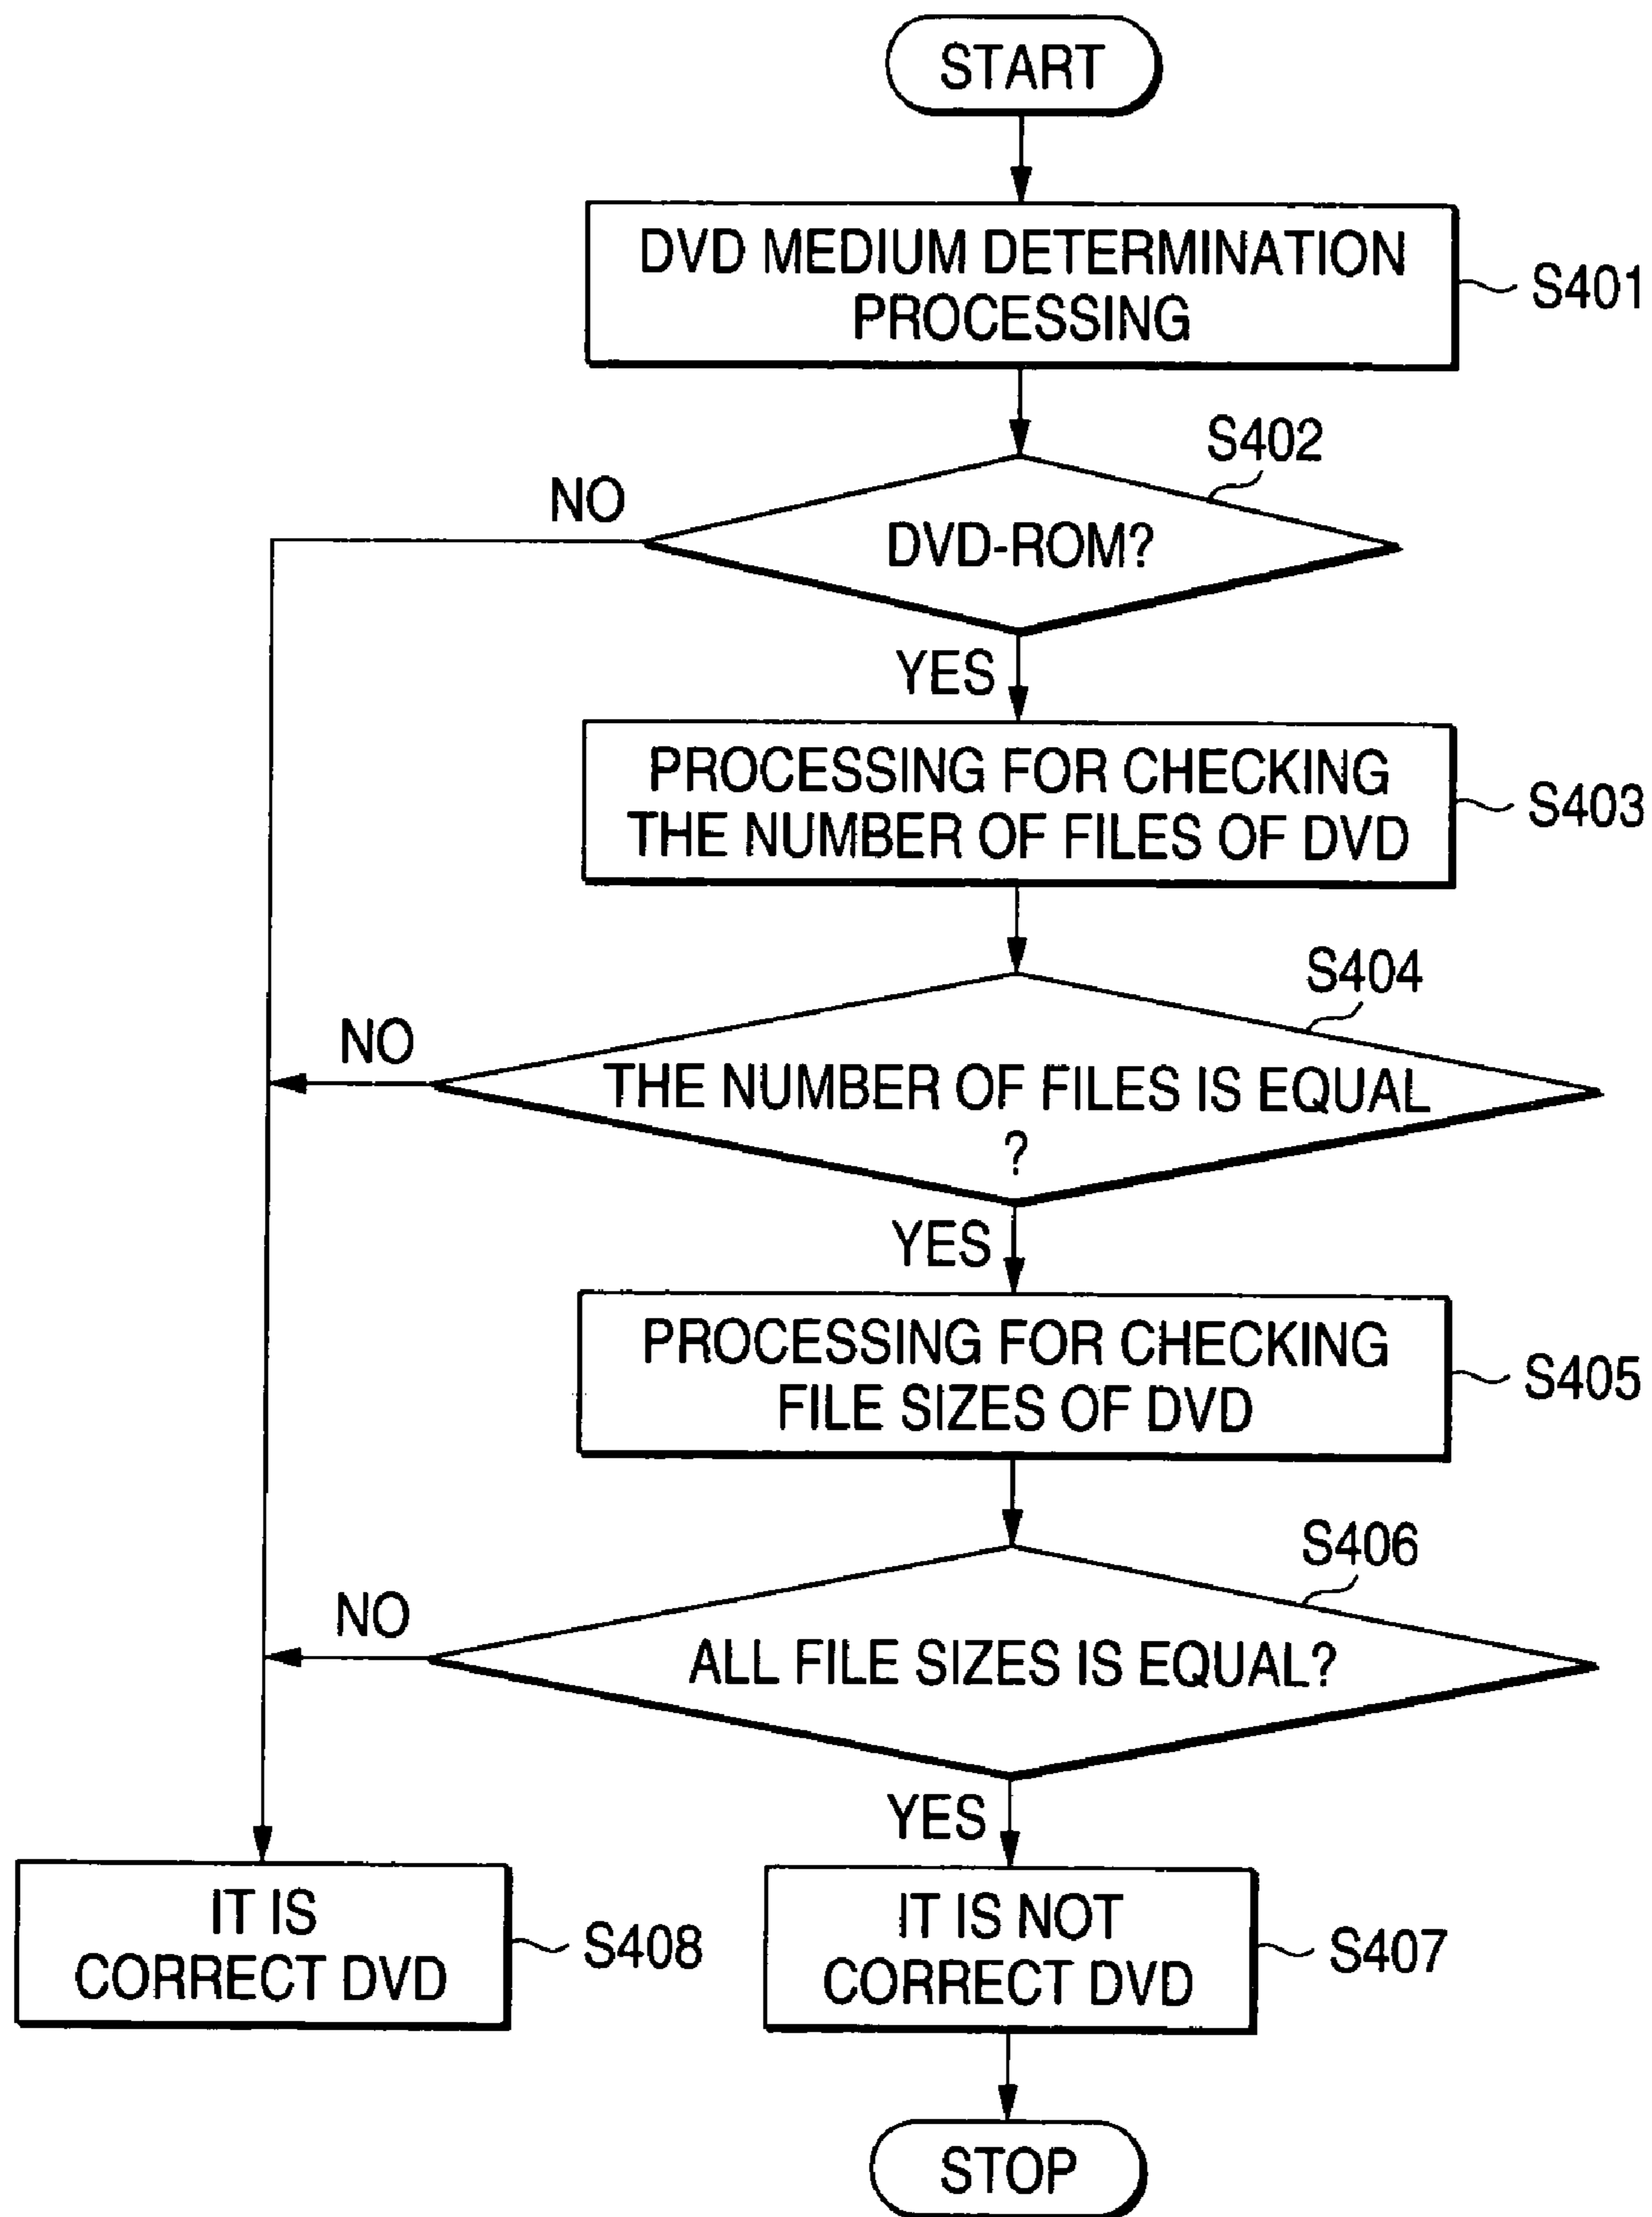 START
DVD MEDIUM DETERMINATION
PROCESSING
S401
S402
NO
DVD-ROM?
YES
PROCESSING FOR CHECKING
THE NUMBER OF FILES OF DVD
S403
S404
NO
THE NUMBER OF FILES IS EQUAL
?
YES
PROCESSING FOR CHECKING
FILE SIZES OF DVD
S405
S406
NO
ALL FILE SIZES IS EQUAL?
YES
IT IS
CORRECT DVD
S408
IT IS NOT
CORRECT DVD
S407
STOP